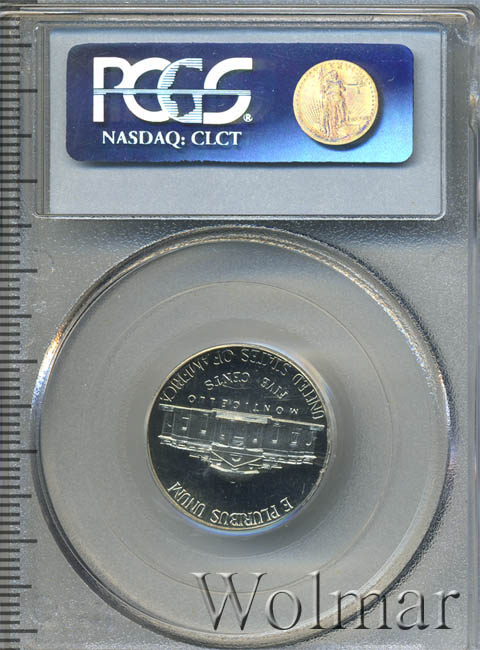 PCGS®
NASDAQ: CLCT
E PLURIBUS UNUM
MONTICELLO
FIVE CENTS
UNITED STATES OF AMERICA
Wolmar